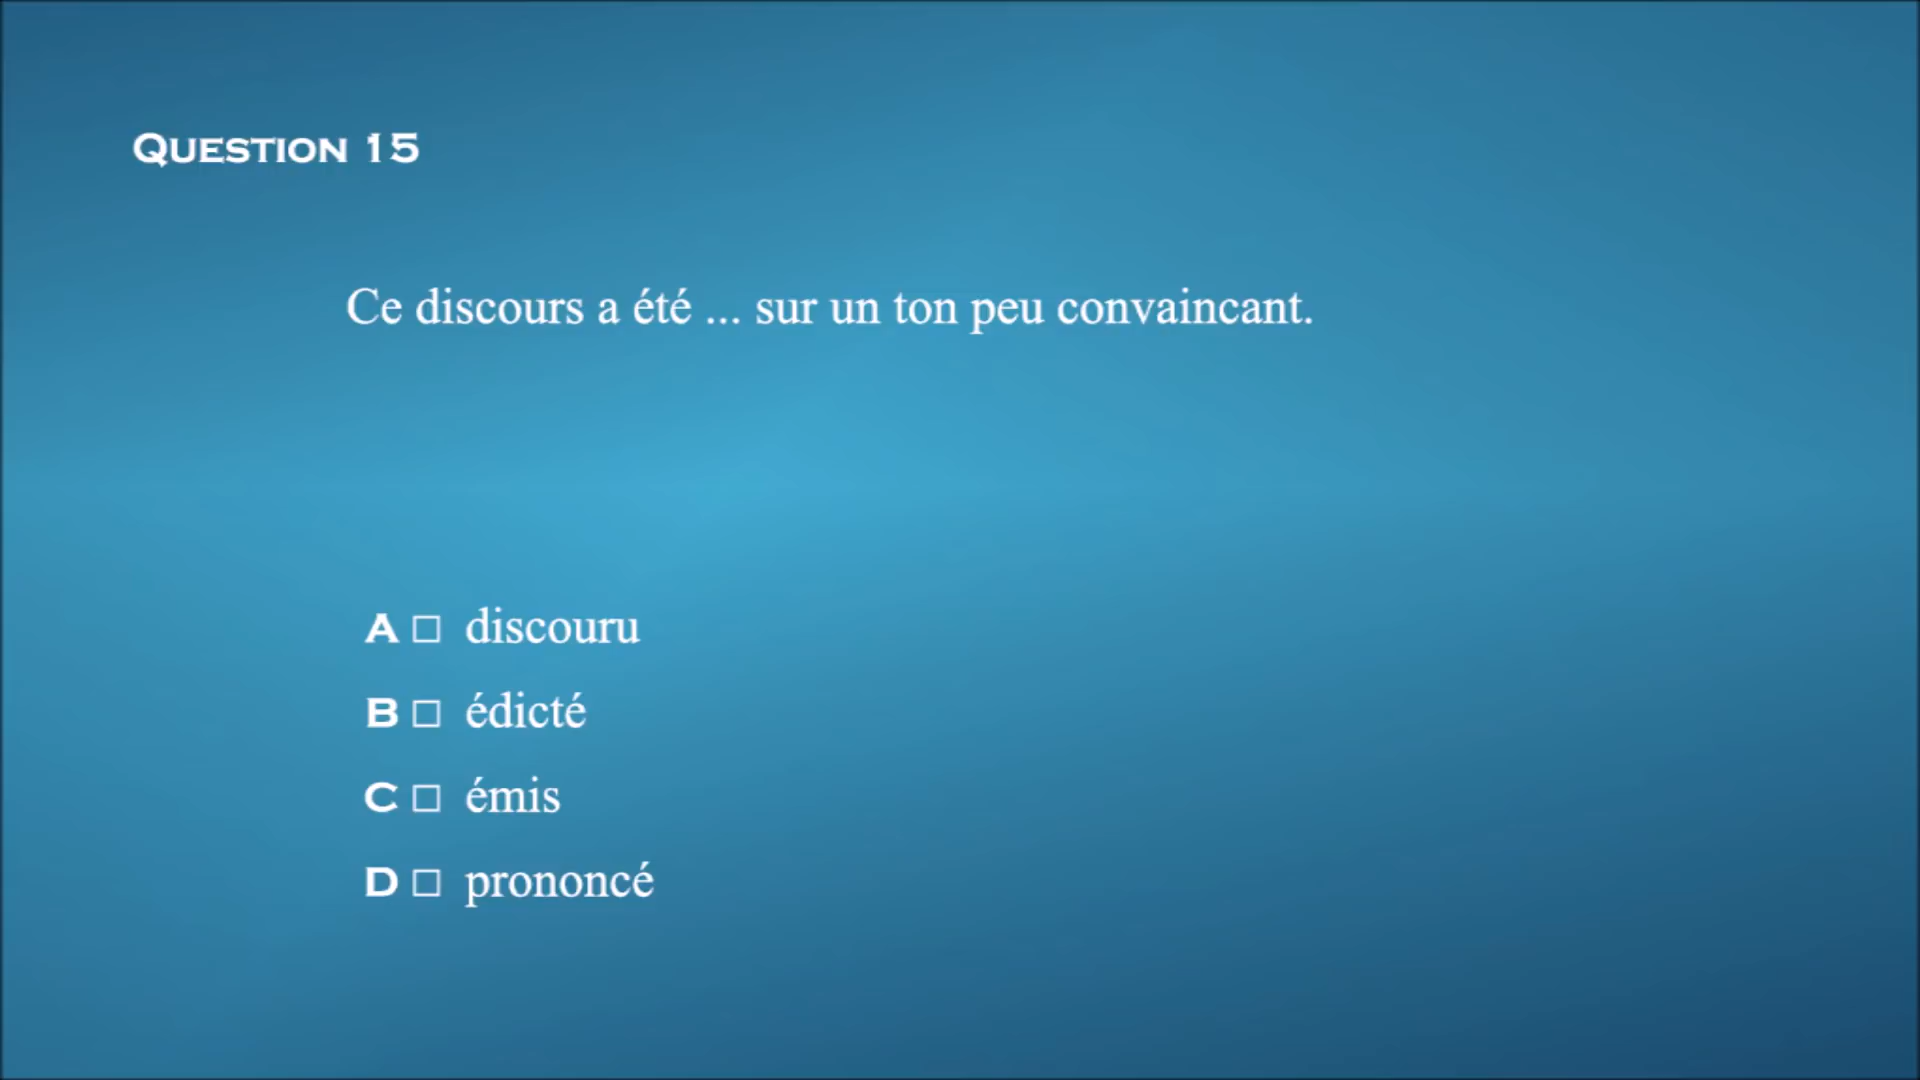 QUESTION 15
Ce discours a été ... sur un ton peu convaincant.
A □ discouru
B □ édicté
C □ émis
D □ prononcé